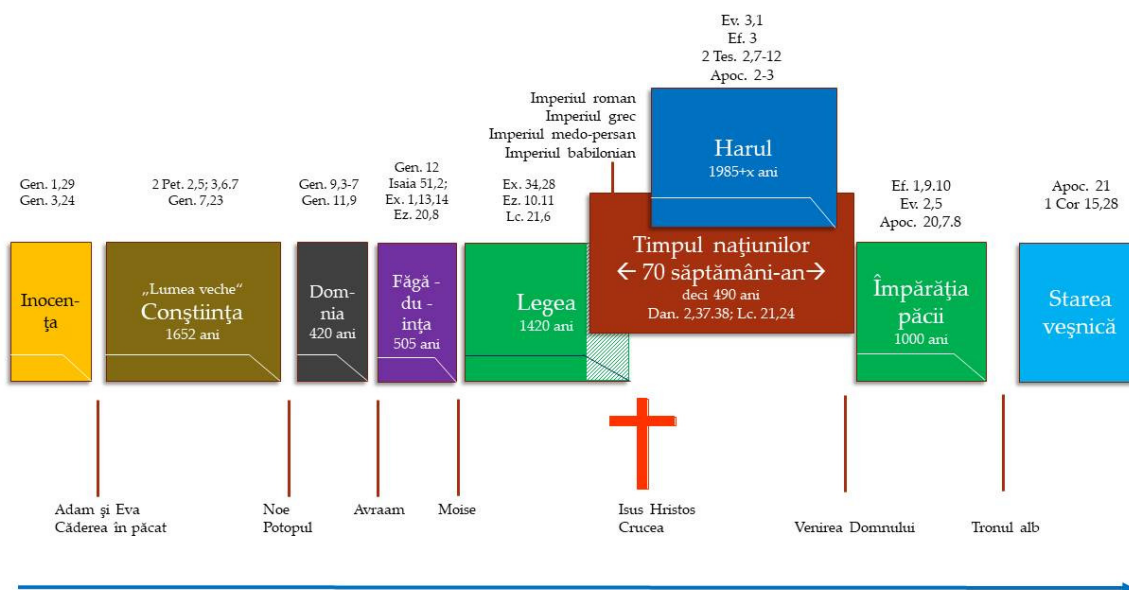 Ev. 3,1
Ef. 3
2 Tes. 2,7-12
Apoc. 2-3
Imperiul roman
Imperiul grec
Imperiul medo-persan
Imperiul babilonian
Harul
1985+x ani
Gen. 1,29
Gen. 3,24
2 Pet. 2,5; 3,6.7
Gen. 7,23
Gen. 9,3-7
Gen. 11,9
Gen. 12
Isaia 51,2;
Ex. 1,13,14
Ez. 20,8
Ex. 34,28
Ez. 10.11
Lc. 21,6
Ef. 1,9.10
Ev. 2,5
Apoc. 20,7.8
Apoc. 21
1 Cor 15,28
Inocen-
ţa
„Lumea veche“
Conştiinţa
1652 ani
Dom-
nia
420 ani
Făgă -
du -
inţa
505 ani
Legea
1420 ani
Timpul naţiunilor
← 70 săptămâni-an→
deci 490 ani
Dan. 2,37.38; Lc. 21,24
Împărăţia
păcii
1000 ani
Starea
veşnică
Adam şi Eva
Căderea în păcat
Noe
Potopul
Avraam
Moise
Isus Hristos
Crucea
Venirea Domnului
Tronul alb